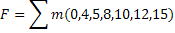 F = ∑ m(0,4,5,8,10,12,15)